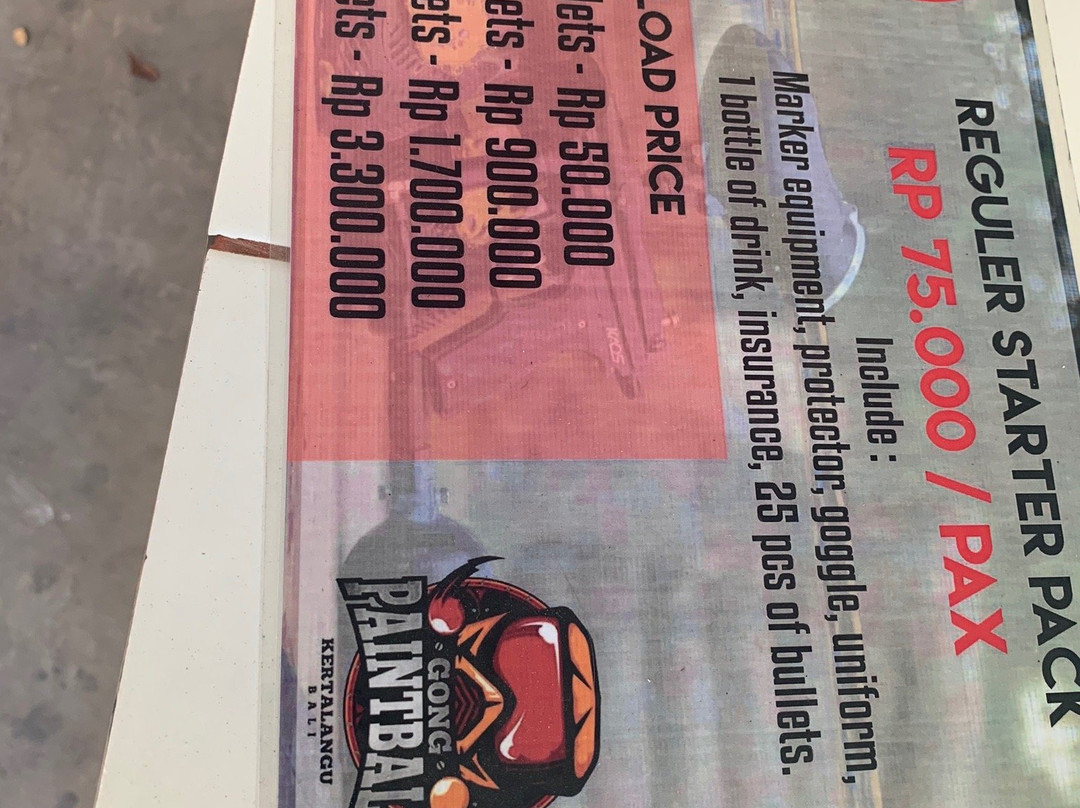 REGULER STARTER PACK
RP 75.000 / PAX
Include :
Marker equipment, protector, goggle, uniform,
1 bottle of drink, insurance, 25 pcs of bullets.
LOAD PRICE
lets - Rp 50.000
ets - Rp 900.000
ets - Rp 1.700.000
ets - Rp 3.300.000
GONG
PAINTBA
KERTALANGU
BALI